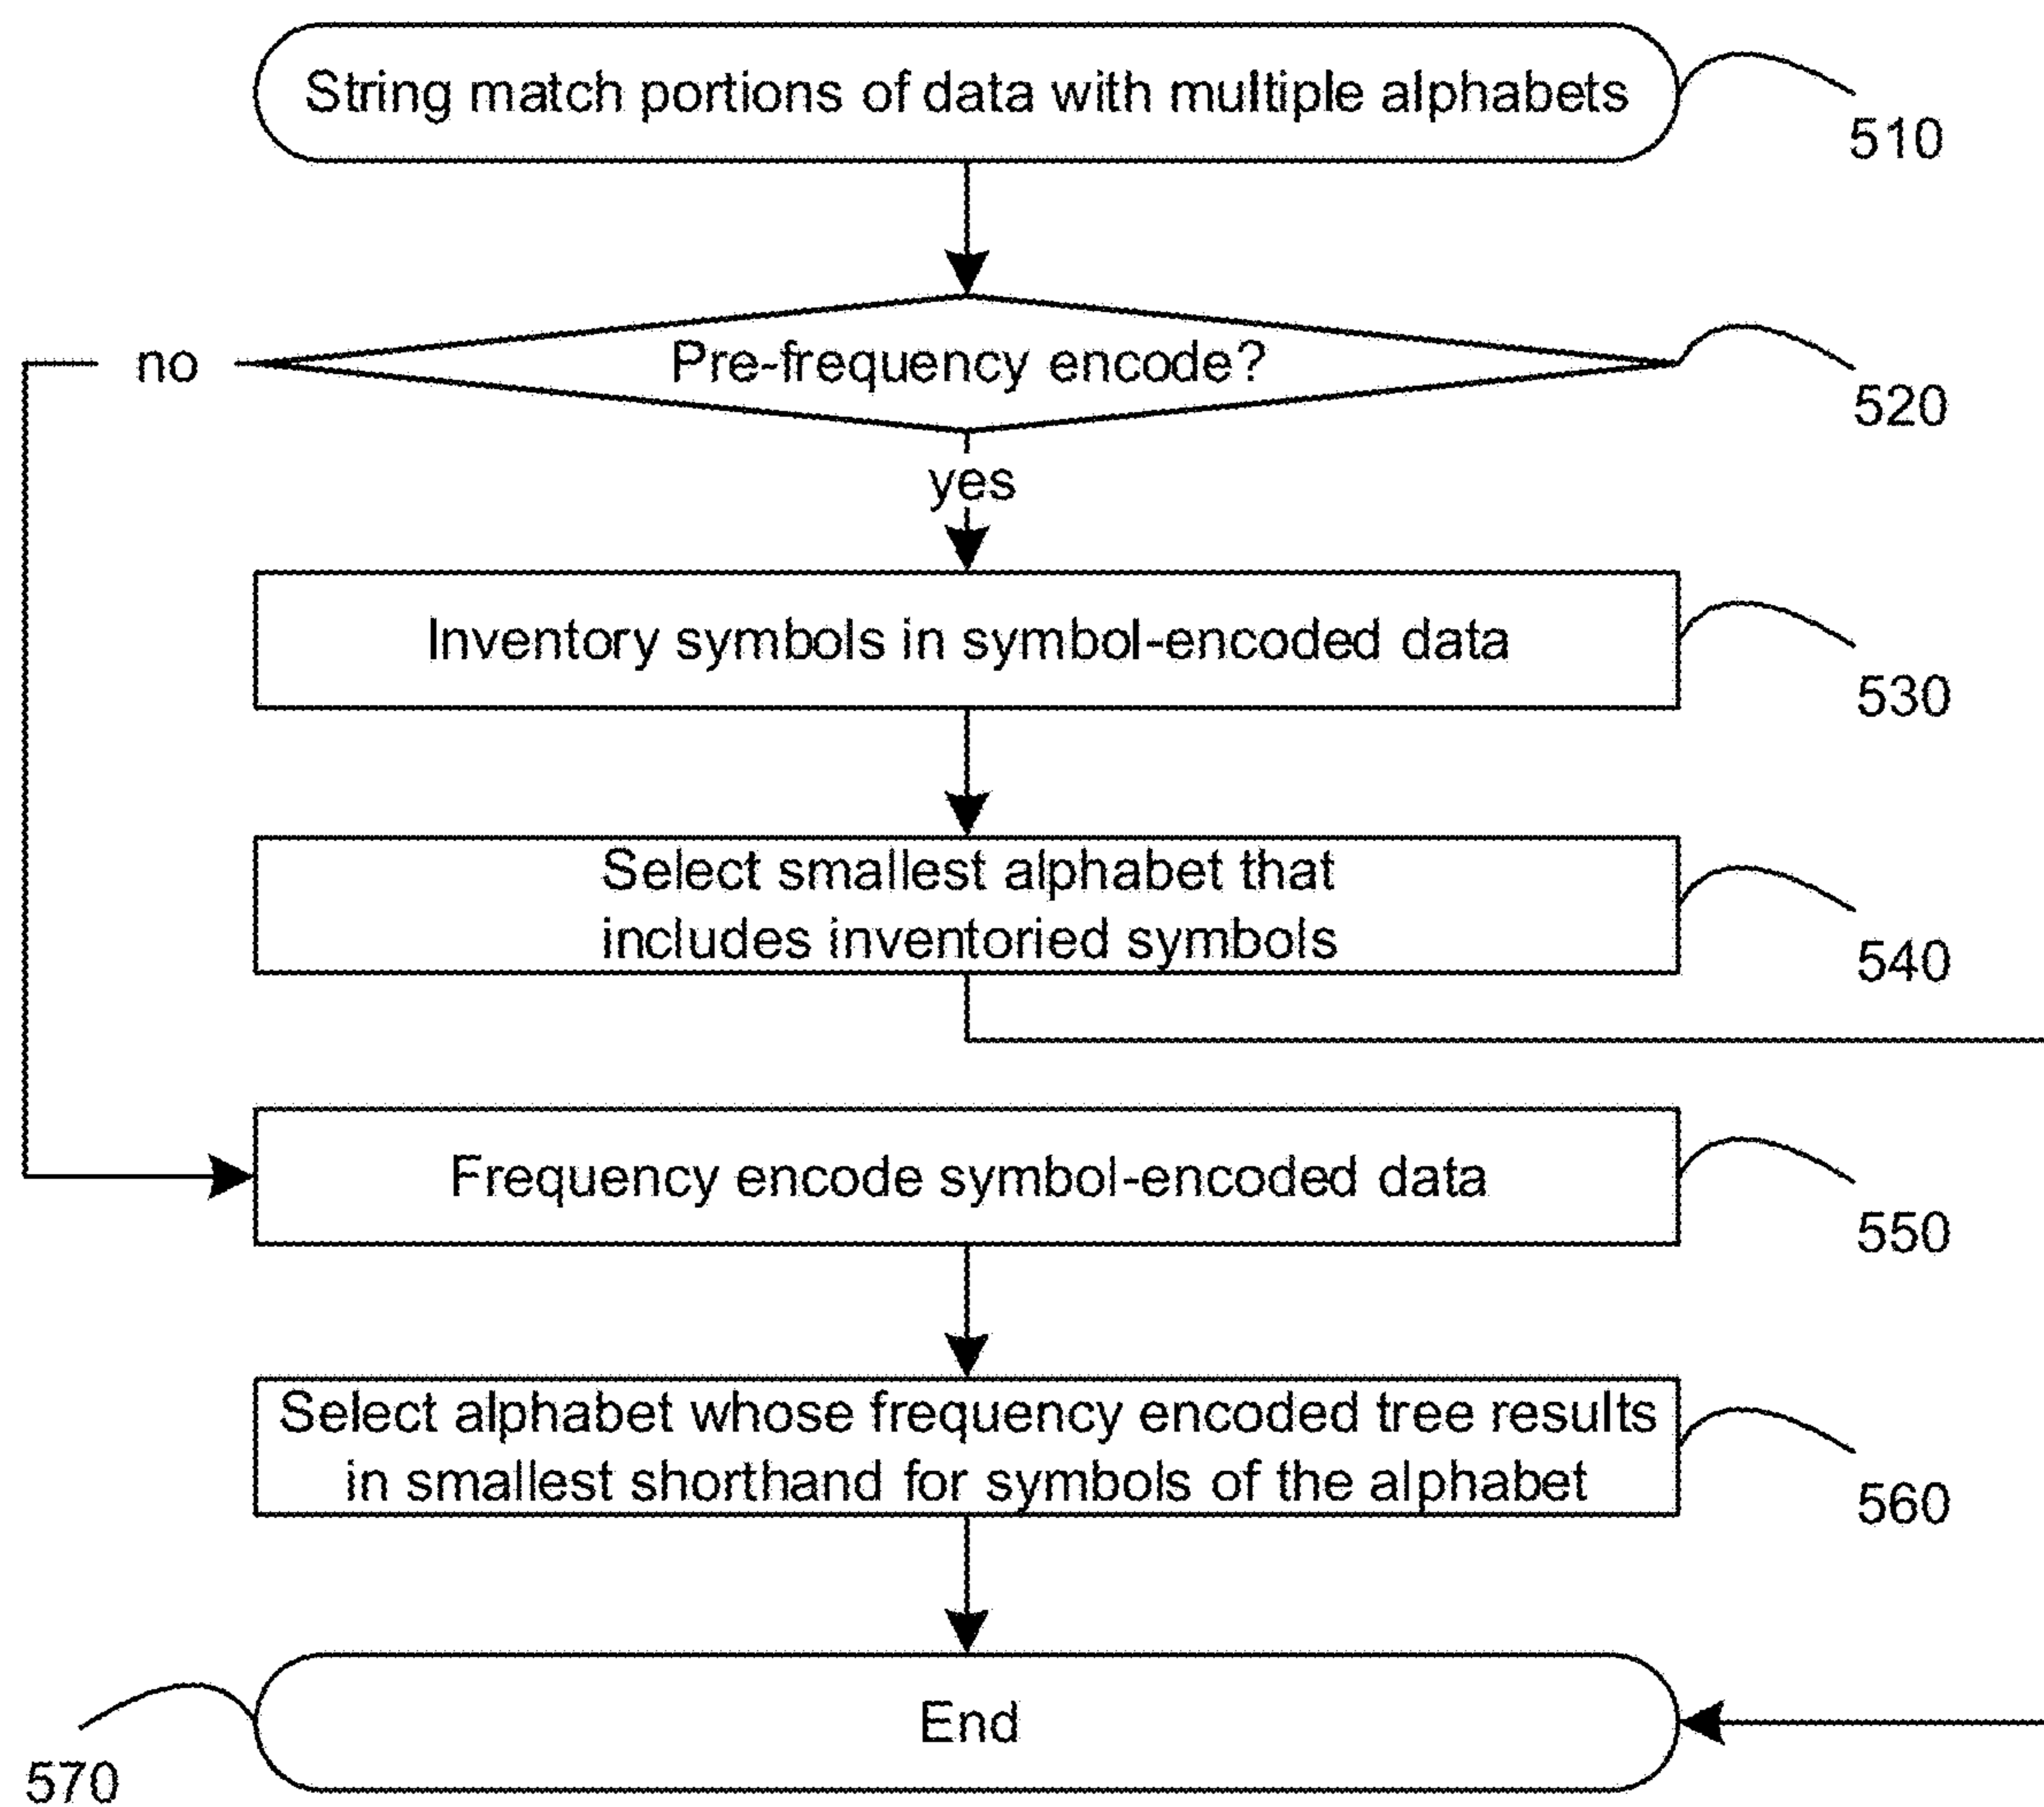 String match portions of data with multiple alphabets
510
no
Pre-frequency encode?
520
yes
Inventory symbols in symbol-encoded data
530
Select smallest alphabet that
includes inventoried symbols
540
Frequency encode symbol-encoded data
550
Select alphabet whose frequency encoded tree results
in smallest shorthand for symbols of the alphabet
560
End
570